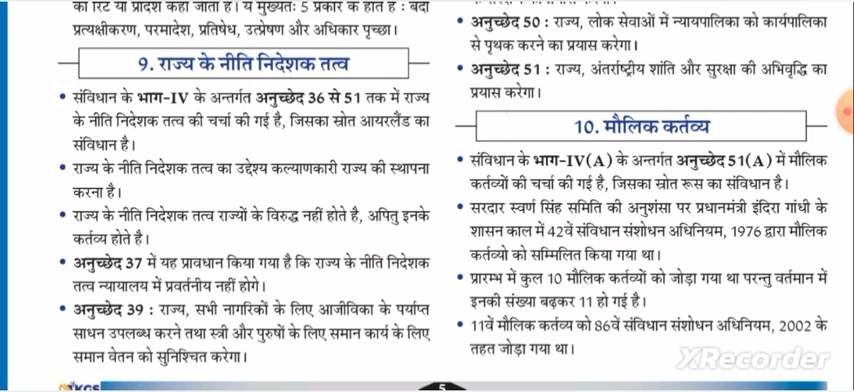 को रिट या प्रादेश कहा जाता है। ये मुख्यतः 5 प्रकार के होते हैं : बंदी
प्रत्यक्षीकरण, परमादेश, प्रतिषेध, उत्प्रेषण और अधिकार पृच्छा।
9. राज्य के नीति निदेशक तत्व
• संविधान के भाग-IV के अन्तर्गत अनुच्छेद 36 से 51 तक में राज्य
के नीति निदेशक तत्व की चर्चा की गई है, जिसका स्रोत आयरलैंड का
संविधान है।
• राज्य के नीति निदेशक तत्व का उद्देश्य कल्याणकारी राज्य की स्थापना
करना है।
• राज्य के नीति निदेशक तत्व राज्यों के विरुद्ध नहीं होते है, अपितु इनके
कर्तव्य होते है।
• अनुच्छेद 37 में यह प्रावधान किया गया है कि राज्य के नीति निदेशक
तत्व न्यायालय में प्रवर्तनीय नहीं होगे।
• अनुच्छेद 39 : राज्य, सभी नागरिकों के लिए आजीविका के पर्याप्त
साधन उपलब्ध करने तथा स्त्री और पुरुषों के लिए समान कार्य के लिए
समान वेतन को सुनिश्चित करेगा।
• अनुच्छेद 50 : राज्य, लोक सेवाओं में न्यायपालिका को कार्यपालिका
से पृथक करने का प्रयास करेगा।
• अनुच्छेद 51 : राज्य, अंतर्राष्ट्रीय शांति और सुरक्षा की अभिवृद्धि का
प्रयास करेगा।
10. मौलिक कर्तव्य
• संविधान के भाग-IV(A) के अन्तर्गत अनुच्छेद 51(A) में मौलिक
कर्तव्यों की चर्चा की गई है, जिसका स्रोत रूस का संविधान है।
• सरदार स्वर्ण सिंह समिति की अनुशंसा पर प्रधानमंत्री इंदिरा गांधी के
शासन काल में 42वें संविधान संशोधन अधिनियम, 1976 द्वारा मौलिक
कर्तव्यो को सम्मिलित किया गया था।
• प्रारम्भ में कुल 10 मौलिक कर्तव्यों को जोड़ा गया था परन्तु वर्तमान में
इनकी संख्या बढ़कर 11 हो गई है।
• 11वें मौलिक कर्तव्य को 86वें संविधान संशोधन अधिनियम, 2002 के
तहत जोड़ा गया था।
XRecorder
KGS
5